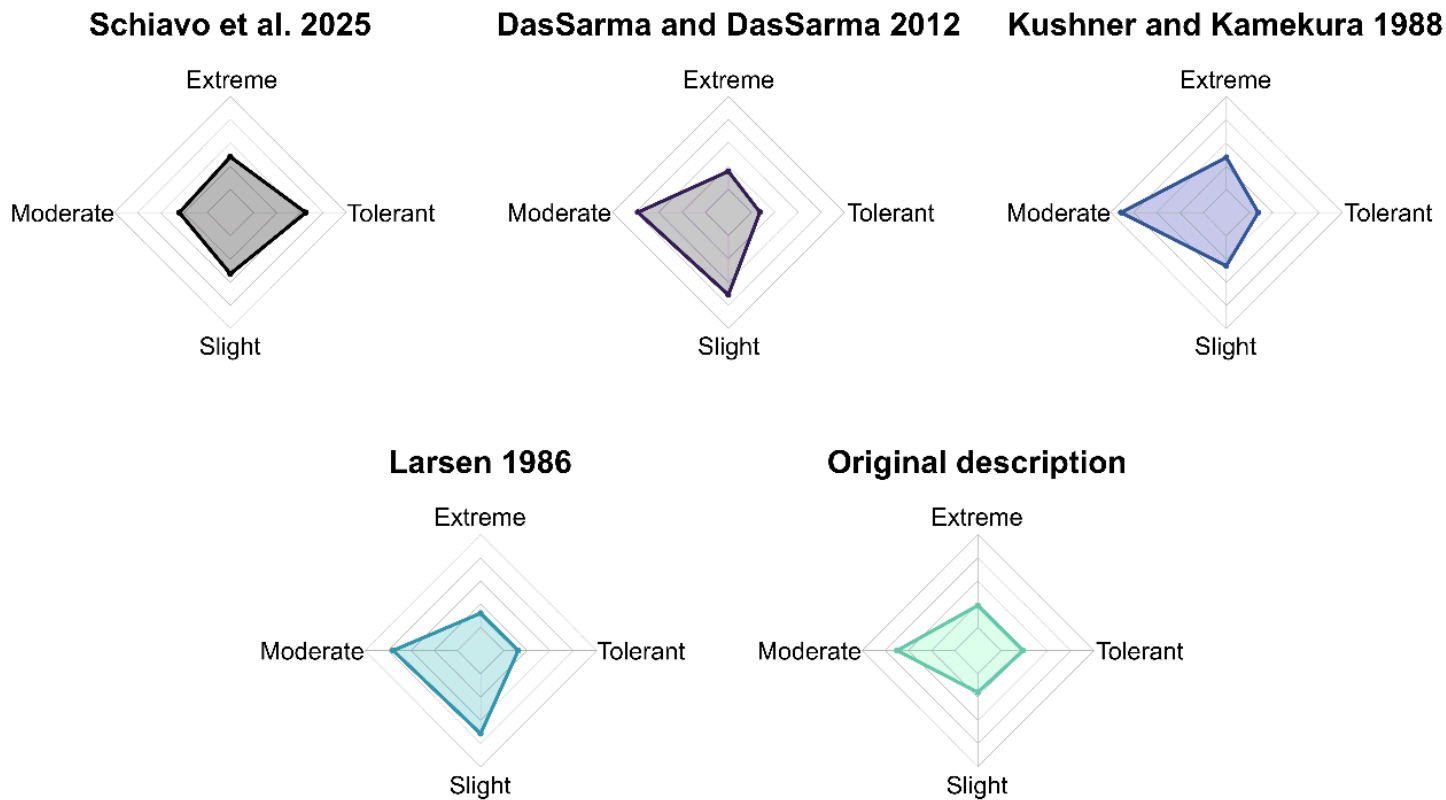 Schiavo et al. 2025
DasSarma and DasSarma 2012
Kushner and Kamekura 1988
Extreme
Extreme
Extreme
Moderate
Tolerant
Moderate
Tolerant
Moderate
Tolerant
Slight
Slight
Slight
Larsen 1986
Original description
Extreme
Extreme
Moderate
Tolerant
Moderate
Tolerant
Slight
Slight